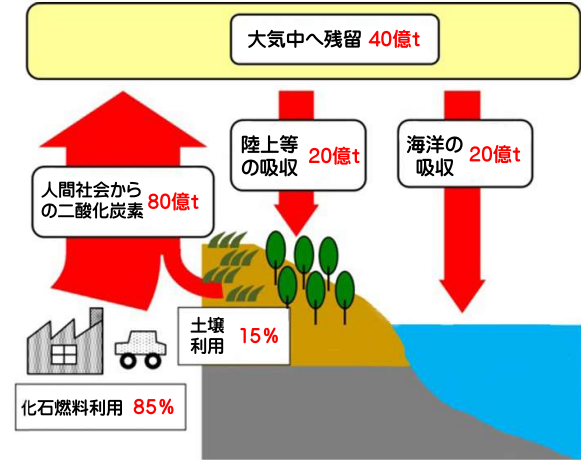 大気中へ残留 40億t
陸上等
の吸収 20億t
海洋の
吸収 20億t
人間社会から
の二酸化炭素 80億t
土壌
利用 15%
化石燃料利用 85%